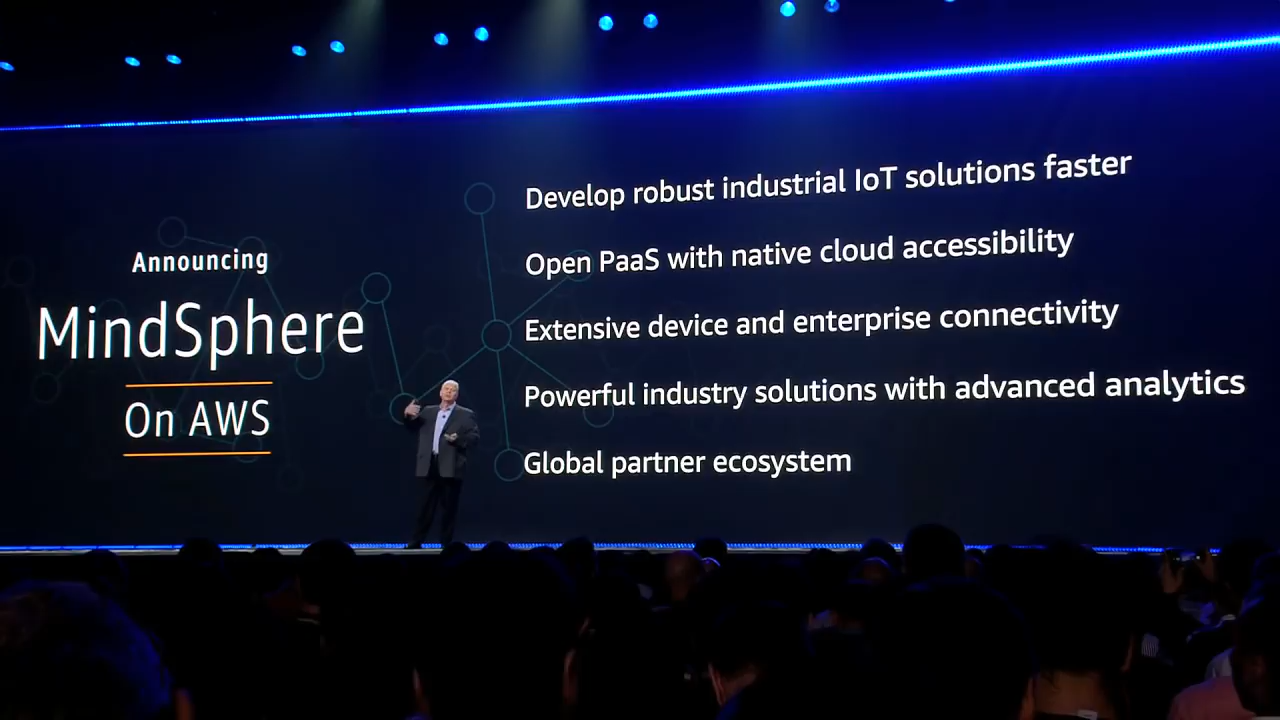 Announcing
MindSphere
On AWS
Develop robust industrial IoT solutions faster
Open PaaS with native cloud accessibility
Extensive device and enterprise connectivity
Powerful industry solutions with advanced analytics
Global partner ecosystem